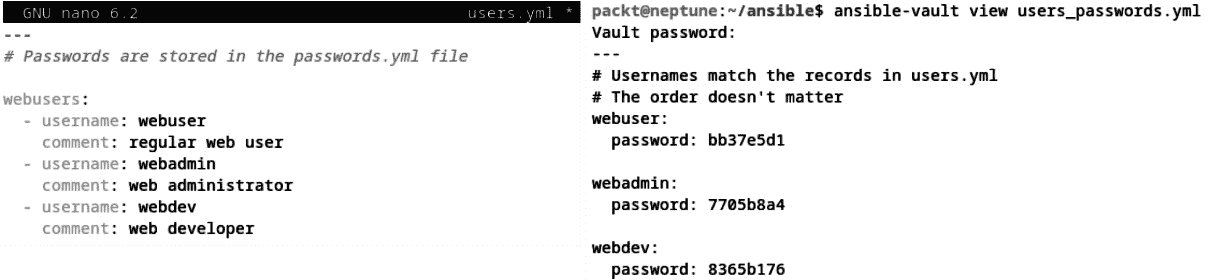 GNU nano 6.2 users.yml *
---
# Passwords are stored in the passwords.yml file
webusers:
- username: webuser
comment: regular web user
- username: webadmin
comment: web administrator
- username: webdev
comment: web developer
packt@neptune:~/ansible$ ansible-vault view users_passwords.yml
Vault password:
---
# Usernames match the records in users.yml
# The order doesn't matter
webuser:
password: bb37e5d1
webadmin:
password: 7705b8a4
webdev:
password: 8365b176